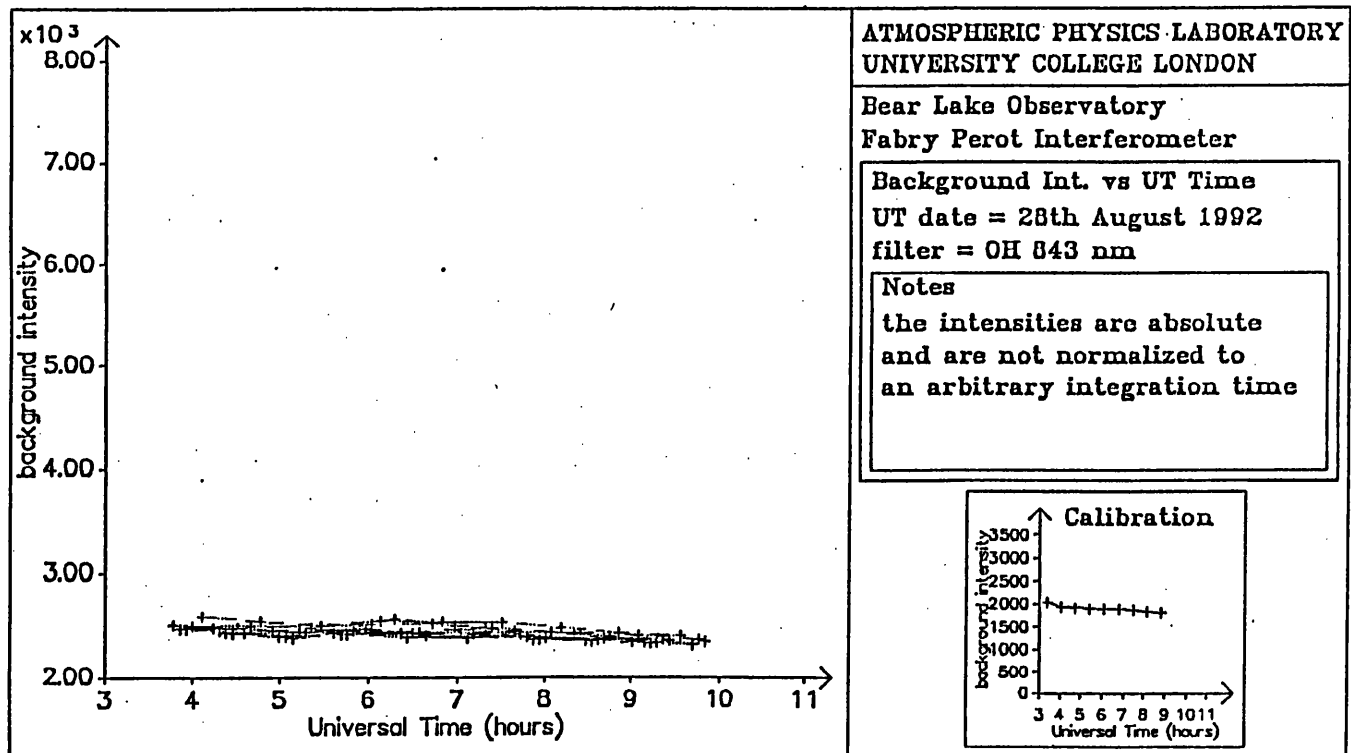 ×10³
8.00
7.00
6.00
5.00
4.00
3.00
2.00
background intensity
3 4 5 6 7 8 9 10 11
Universal Time (hours)
ATMOSPHERIC PHYSICS LABORATORY
UNIVERSITY COLLEGE LONDON
Bear Lake Observatory
Fabry Perot Interferometer
Background Int. vs UT Time
UT date = 28th August 1992
filter = OH 843 nm
Notes
the intensities are absolute
and are not normalized to
an arbitrary integration time
Calibration
3500
3000
2500
2000
1500
1000
500
0
background intensity
3 4 5 6 7 8 9 10 11
Universal Time (hours)